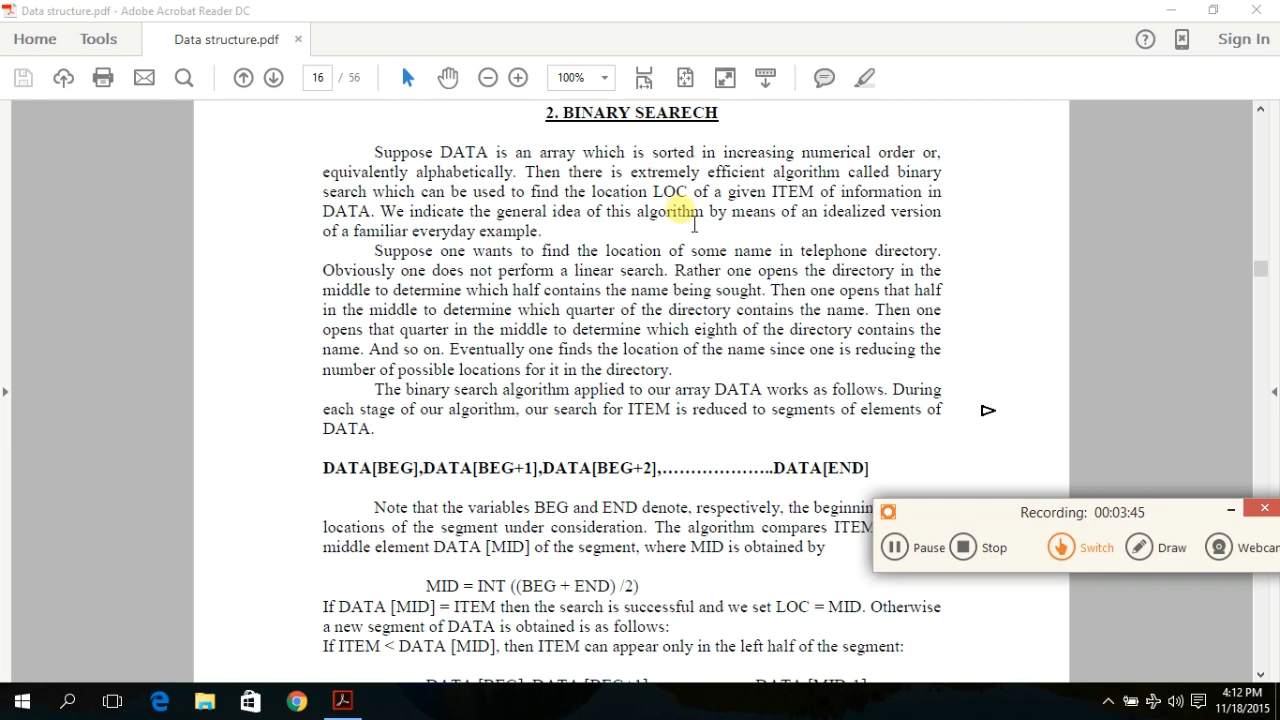 Data structure.pdf - Adobe Acrobat Reader DC
Home Tools Data structure.pdf × Sign In
16 / 56 100%
2. BINARY SEARECH
Suppose DATA is an array which is sorted in increasing numerical order or,
equivalently alphabetically. Then there is extremely efficient algorithm called binary
search which can be used to find the location LOC of a given ITEM of information in
DATA. We indicate the general idea of this algorithm by means of an idealized version
of a familiar everyday example.
Suppose one wants to find the location of some name in telephone directory.
Obviously one does not perform a linear search. Rather one opens the directory in the
middle to determine which half contains the name being sought. Then one opens that half
in the middle to determine which quarter of the directory contains the name. Then one
opens that quarter in the middle to determine which eighth of the directory contains the
name. And so on. Eventually one finds the location of the name since one is reducing the
number of possible locations for it in the directory.
The binary search algorithm applied to our array DATA works as follows. During
each stage of our algorithm, our search for ITEM is reduced to segments of elements of
DATA.
DATA[BEG],DATA[BEG+1],DATA[BEG+2],………………..DATA[END]
Note that the variables BEG and END denote, respectively, the beginnin
locations of the segment under consideration. The algorithm compares ITEM
middle element DATA [MID] of the segment, where MID is obtained by
MID = INT ((BEG + END) /2)
If DATA [MID] = ITEM then the search is successful and we set LOC = MID. Otherwise
a new segment of DATA is obtained is as follows:
If ITEM < DATA [MID], then ITEM can appear only in the left half of the segment:
Recording: 00:03:45
Pause Stop Switch Draw Webcam
4:12 PM
11/18/2015